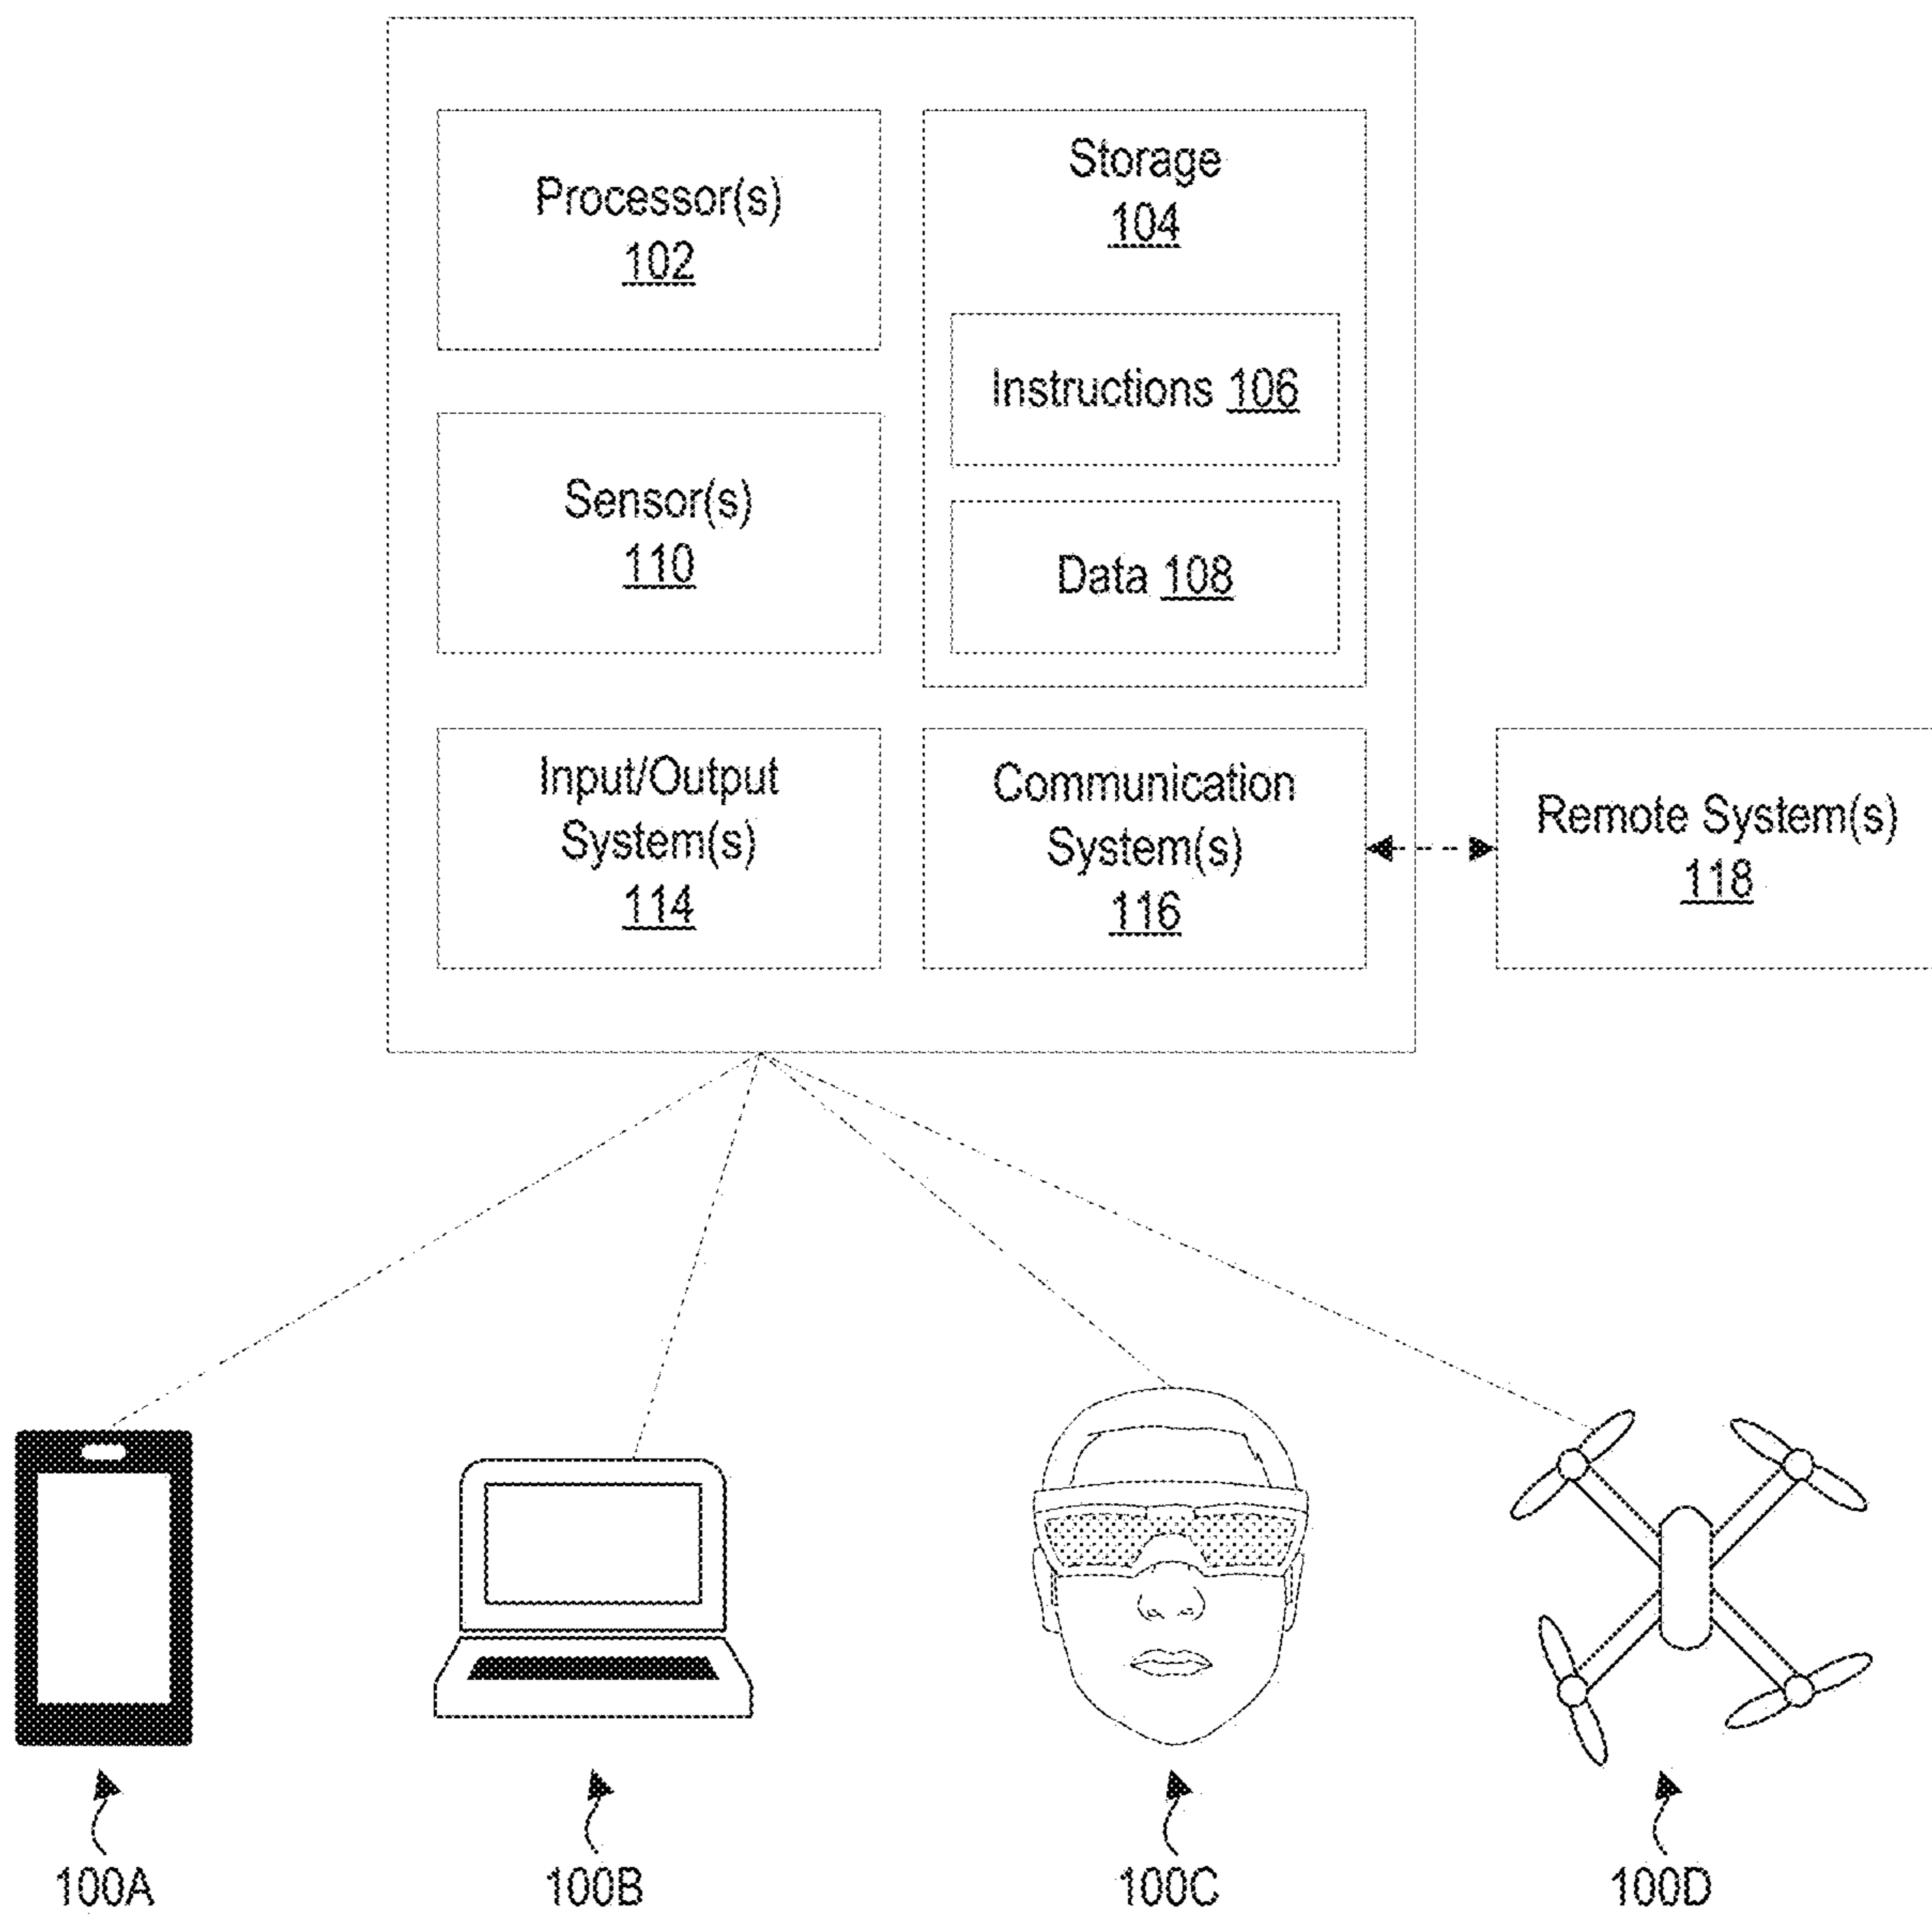 Processor(s)
102
Storage
104
Instructions 106
Data 108
Sensor(s)
110
Input/Output
System(s)
114
Communication
System(s)
116
Remote System(s)
118
100A
100B
100C
100D